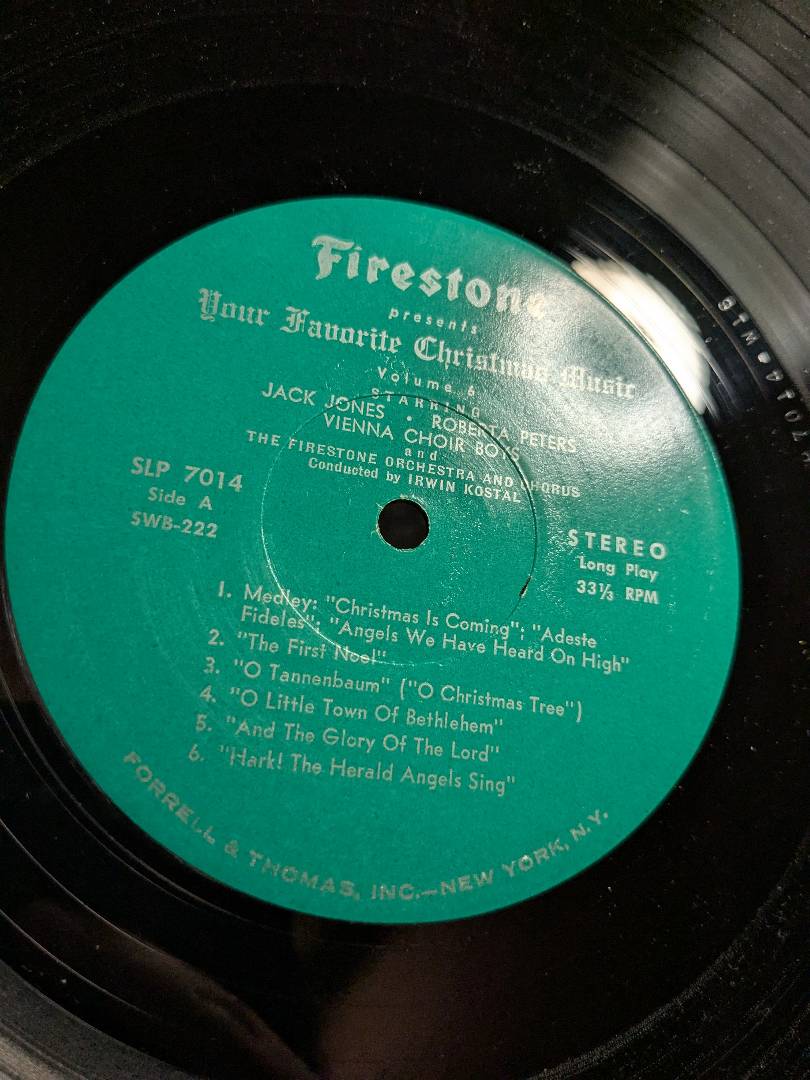 Firestone
presents
Your Favorite Christmas Music
Volume 6
STARRING
JACK JONES • ROBERTA PETERS
VIENNA CHOIR BOYS
and
THE FIRESTONE ORCHESTRA AND CHORUS
Conducted by IRWIN KOSTAL
SLP 7014
Side A
SWB-222
STEREO
Long Play
33⅓ RPM
1. Medley: "Christmas Is Coming"; "Adeste
Fideles"; "Angels We Have Heard On High"
2. "The First Noel"
3. "O Tannenbaum" ("O Christmas Tree")
4. "O Little Town Of Bethlehem"
5. "And The Glory Of The Lord"
6. "Hark! The Herald Angels Sing"
FORRELL & THOMAS, INC.—NEW YORK, N.Y.